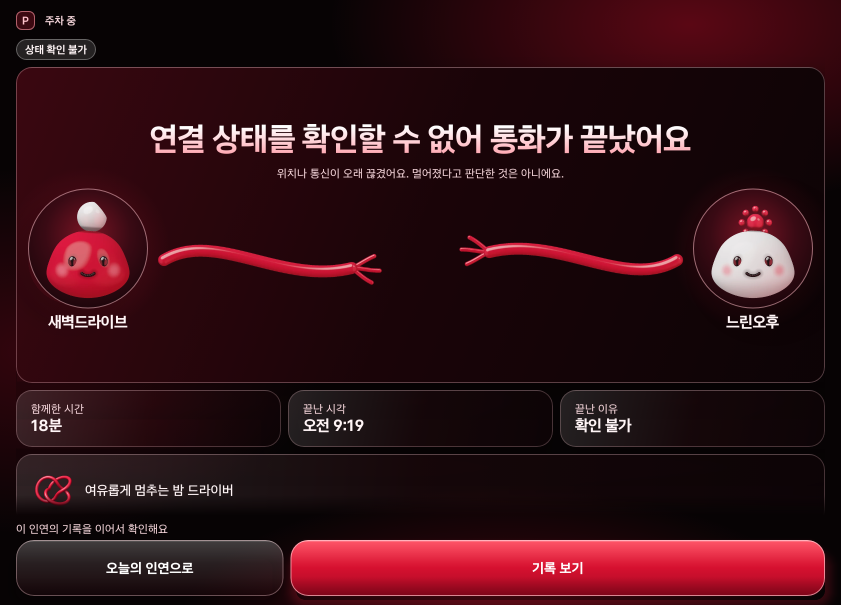 P 주차 중
상태 확인 불가
연결 상태를 확인할 수 없어 통화가 끝났어요
위치나 통신이 오래 끊겼어요. 멀어졌다고 판단한 것은 아니에요.
새벽드라이브
느린오후
함께한 시간
18분
끝난 시각
오전 9:19
끝난 이유
확인 불가
여유롭게 멈추는 밤 드라이버
이 인연의 기록을 이어서 확인해요
오늘의 인연으로
기록 보기